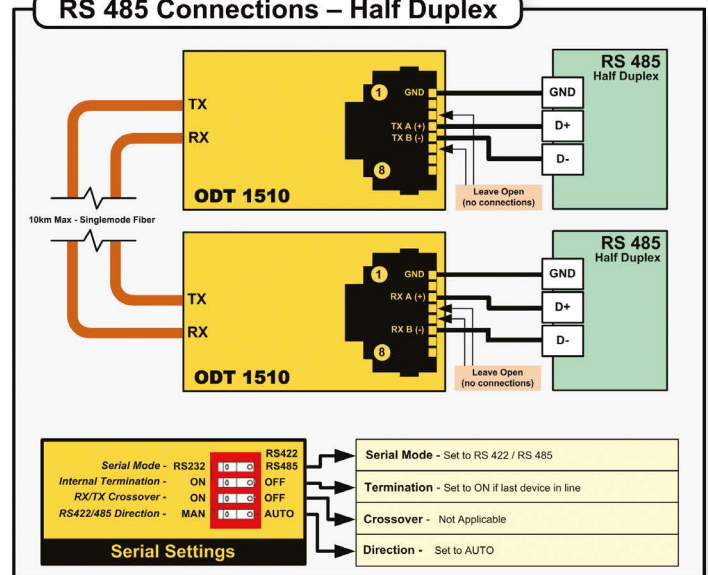 RS 485 Connections – Half Duplex
TX
RX
ODT 1510
1
GND
TX A (+)
TX B (-)
8
Leave Open
(no connections)
GND
D+
D-
RS 485
Half Duplex
10km Max - Singlemode Fiber
TX
RX
ODT 1510
1
GND
RX A (+)
RX B (-)
8
Leave Open
(no connections)
GND
D+
D-
RS 485
Half Duplex
RS422
Serial Mode - RS232 RS485
Internal Termination - ON OFF
RX/TX Crossover - ON OFF
RS422/485 Direction - MAN AUTO
Serial Settings
Serial Mode - Set to RS 422 / RS 485
Termination - Set to ON if last device in line
Crossover - Not Applicable
Direction - Set to AUTO